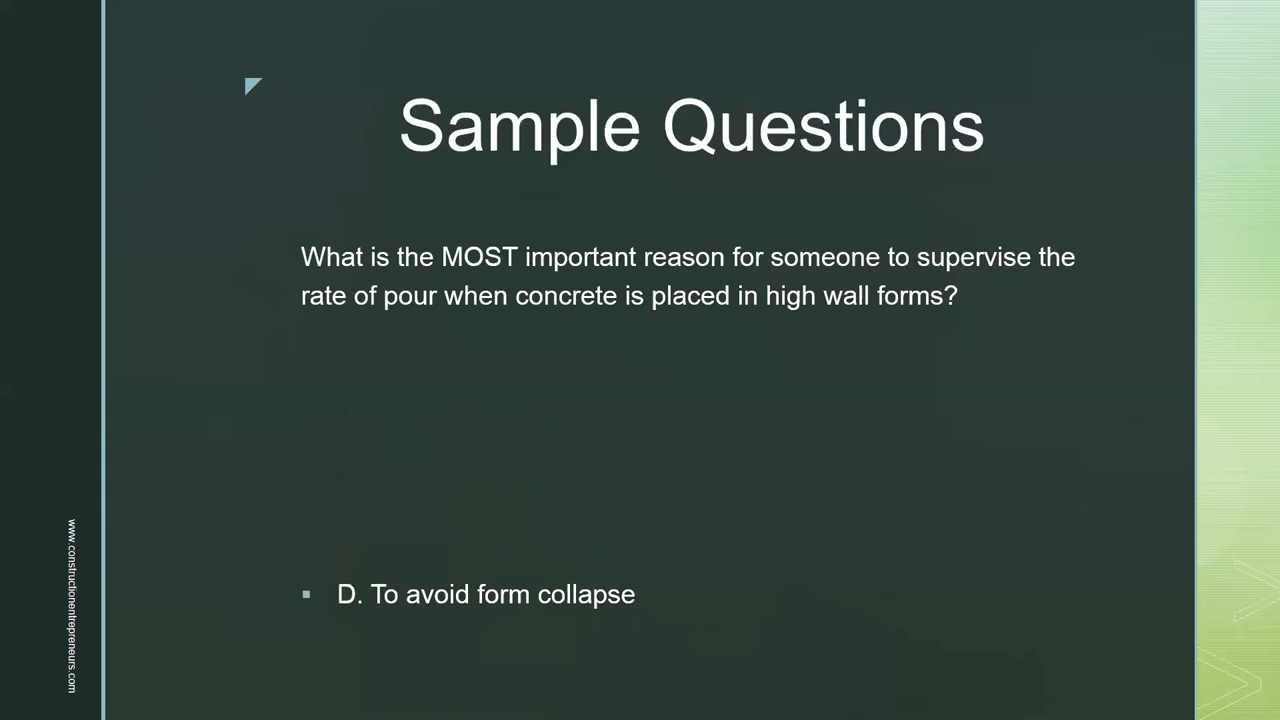 Sample Questions
What is the MOST important reason for someone to supervise the
rate of pour when concrete is placed in high wall forms?
D. To avoid form collapse
www.constructionentrepreneurs.com